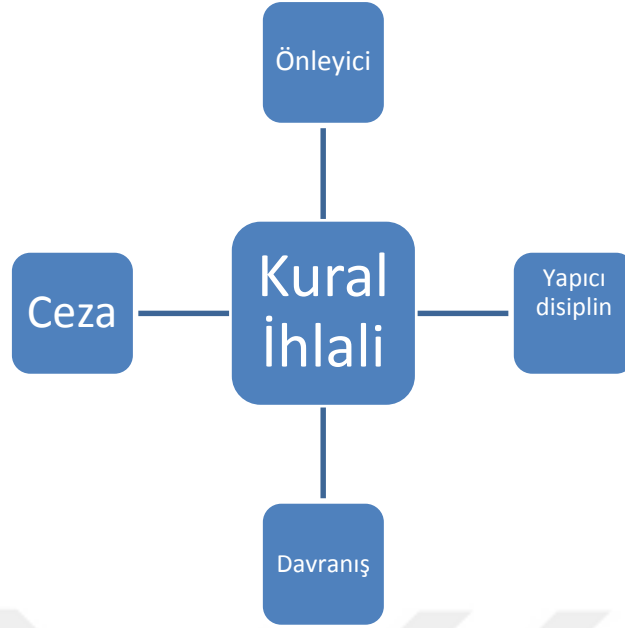 Önleyici
Ceza
Kural
İhlali
Yapıcı
disiplin
Davranış